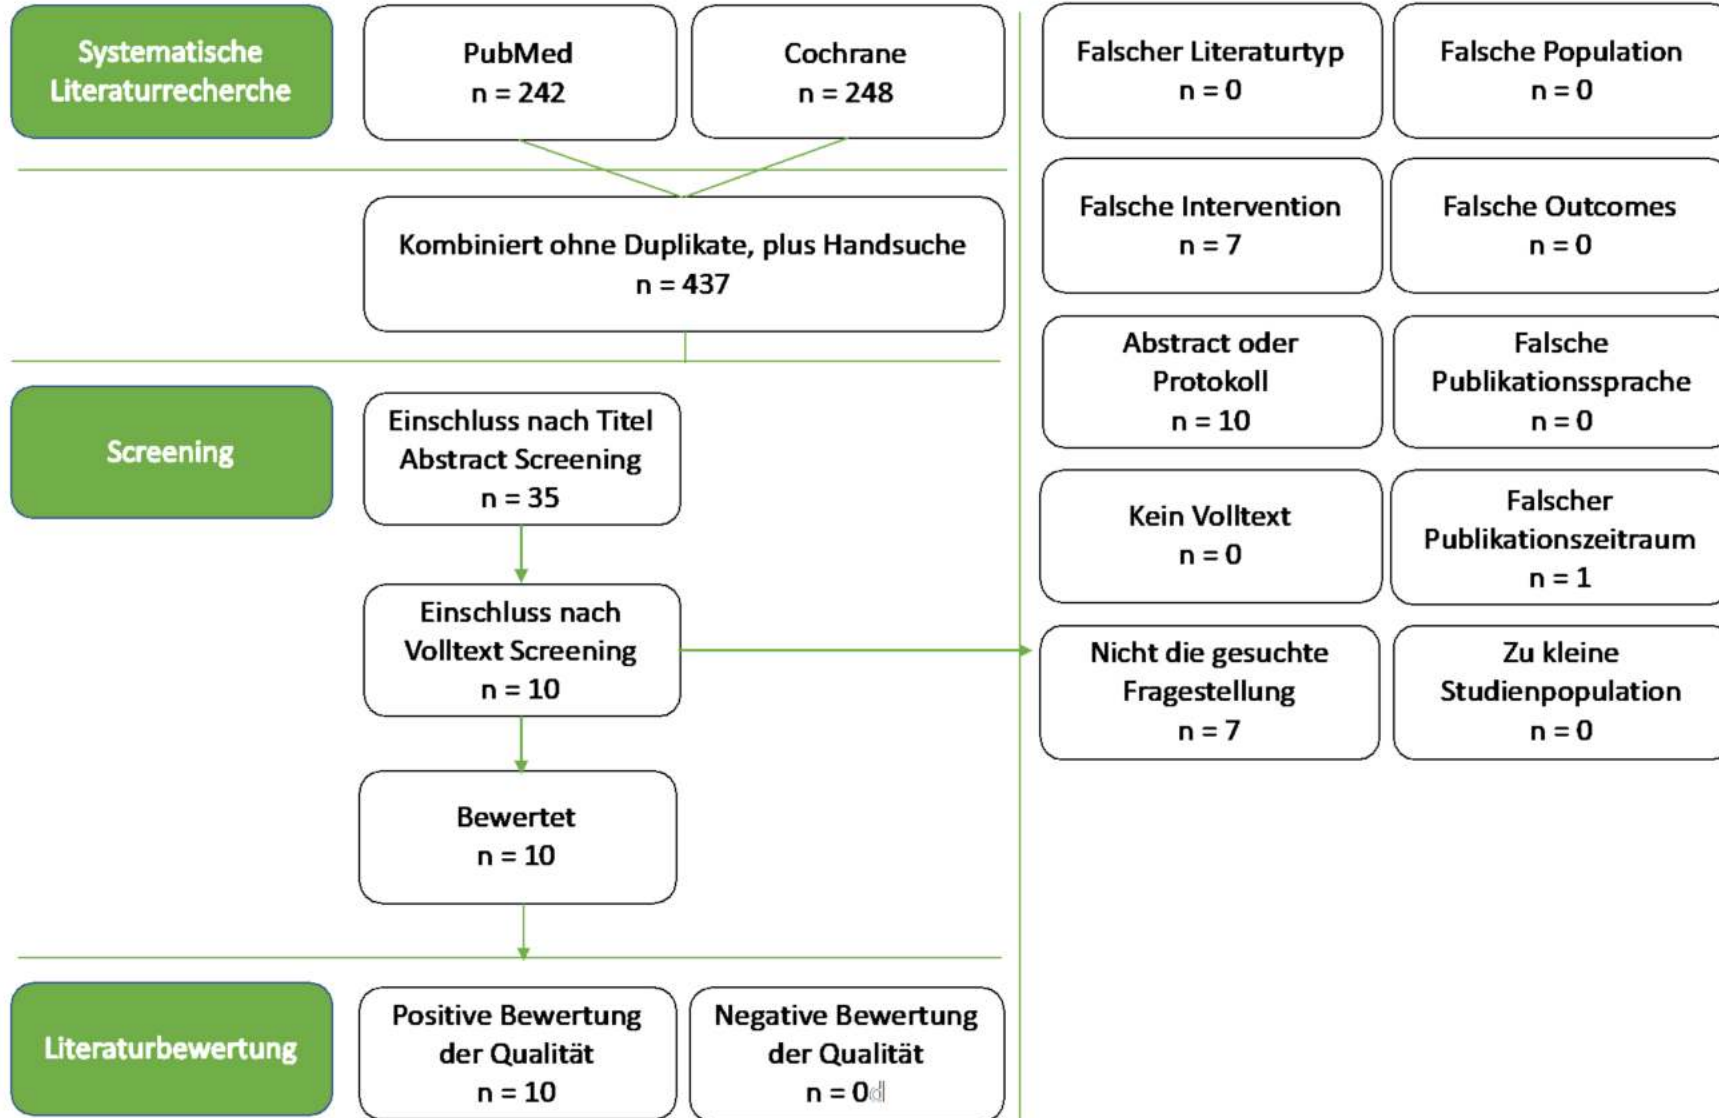 Systematische
Literaturrecherche
PubMed
n = 242
Cochrane
n = 248
Kombiniert ohne Duplikate, plus Handsuche
n = 437
Screening
Einschluss nach Titel
Abstract Screening
n = 35
Einschluss nach
Volltext Screening
n = 10
Bewertet
n = 10
Literaturbewertung
Positive Bewertung
der Qualität
n = 10
Negative Bewertung
der Qualität
n = 0d
Falscher Literaturtyp
n = 0
Falsche Population
n = 0
Falsche Intervention
n = 7
Falsche Outcomes
n = 0
Abstract oder
Protokoll
n = 10
Falsche
Publikationssprache
n = 0
Kein Volltext
n = 0
Falscher
Publikationszeitraum
n = 1
Nicht die gesuchte
Fragestellung
n = 7
Zu kleine
Studienpopulation
n = 0